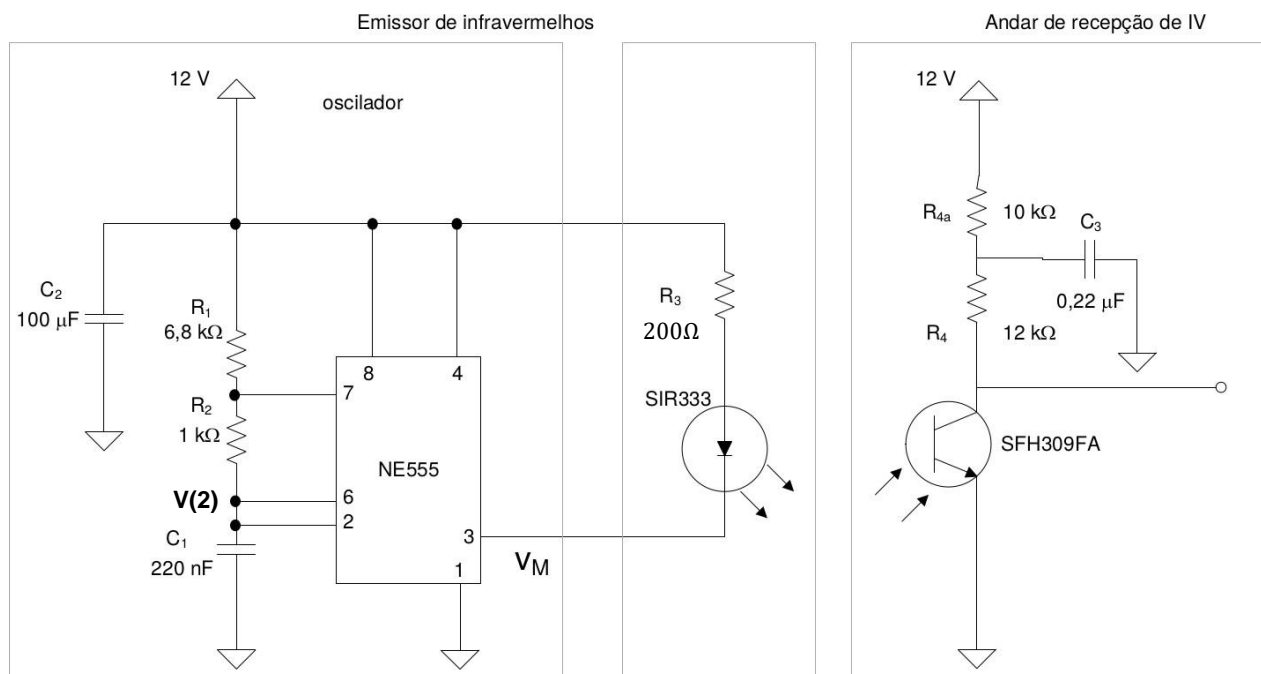 Emissor de infravermelhos
Andar de recepção de IV
12 V
oscilador
12 V
R4a
10 kΩ
C3
0,22 μF
C2
100 μF
R1
6,8 kΩ
R3
200Ω
R4
12 kΩ
8
4
7
R2
1 kΩ
SIR333
NE555
SFH309FA
V(2)
6
2
C1
220 nF
3
VM
1